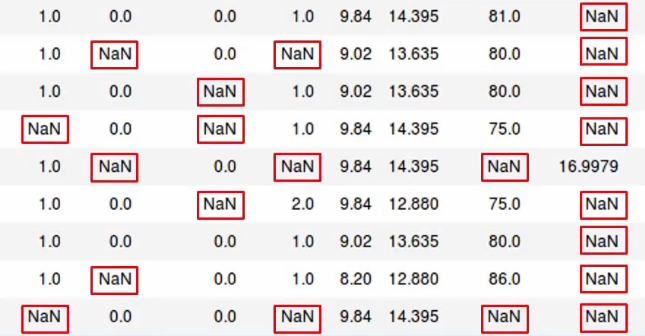 1.0 0.0 0.0 1.0 9.84 14.395 81.0 NaN
1.0 NaN 0.0 NaN 9.02 13.635 80.0 NaN
1.0 0.0 NaN 1.0 9.02 13.635 80.0 NaN
NaN 0.0 NaN 1.0 9.84 14.395 75.0 NaN
1.0 NaN 0.0 NaN 9.84 14.395 NaN 16.9979
1.0 0.0 NaN 2.0 9.84 12.880 75.0 NaN
1.0 0.0 0.0 1.0 9.02 13.635 80.0 NaN
1.0 NaN 0.0 1.0 8.20 12.880 86.0 NaN
NaN 0.0 0.0 NaN 9.84 14.395 NaN NaN